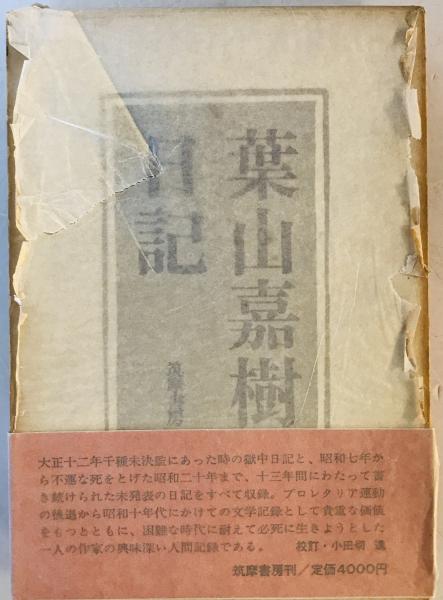 葉山嘉樹
日記
筑摩書房
大正十二年千種未決監にあった時の獄中日記と、昭和七年か
ら不運な死をとげた昭和二十年まで、十三年間にわたって書
き続けられた未発表の日記をすべて収録。プロレタリア運動
の後退から昭和十年代にかけての文学記録として貴重な価値
をもつとともに、困難な時代に耐えて必死に生きようとした
一人の作家の興味深い人間記録である。 校訂・小田切 進
筑摩書房刊/定価4000円